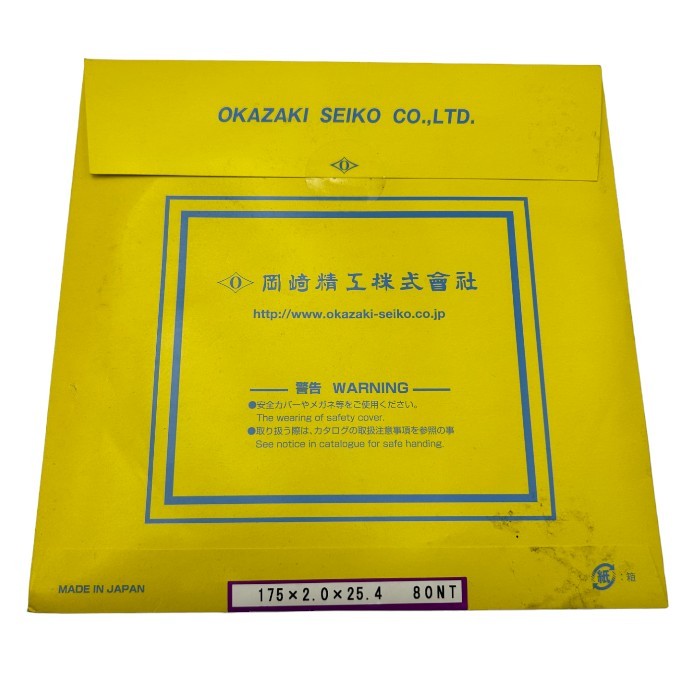 OKAZAKI SEIKO CO.,LTD.
岡崎精工株式會社
http://www.okazaki-seiko.co.jp
警告 WARNING
●安全カバーやメガネ等をご使用ください。
The wearing of safety cover.
●取り扱う際は、カタログの取扱注意事項を参照の事
See notice in catalogue for safe handing.
MADE IN JAPAN
紙 :箱
175×2.0×25.4 80NT